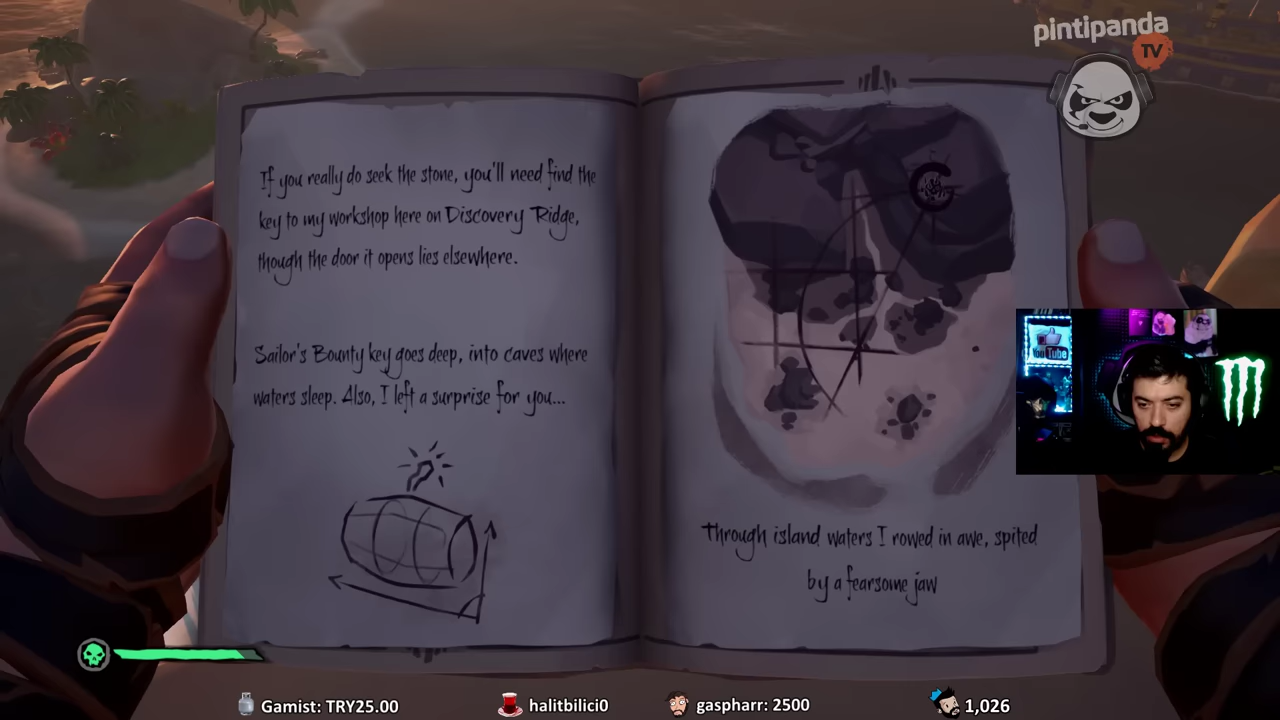 pintipanda
TV
If you really do seek the stone, you'll need find the
key to my workshop here on Discovery Ridge,
though the door it opens lies elsewhere.
Sailor's Bounty key goes deep, into caves where
waters sleep. Also, I left a surprise for you...
Through island waters I rowed in awe, spited
by a fearsome jaw
YouTube
Gamist: TRY25.00
halitbilici0
gaspharr: 2500
1,026